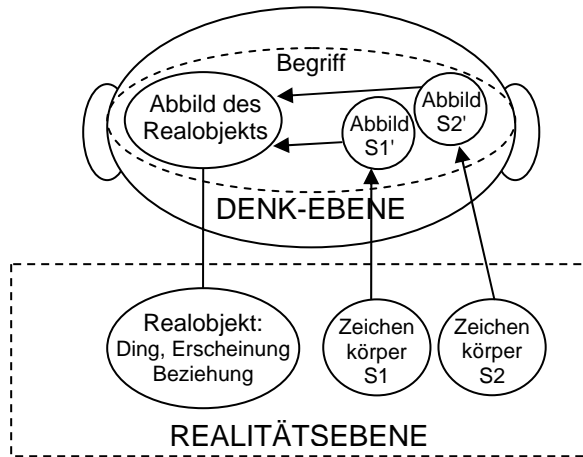 Begriff
Abbild des
Realobjekts
Abbild
S1'
Abbild
S2'
DENK-EBENE
Realobjekt:
Ding, Erscheinung
Beziehung
Zeichen
körper
S1
Zeichen
körper
S2
REALITÄTSEBENE